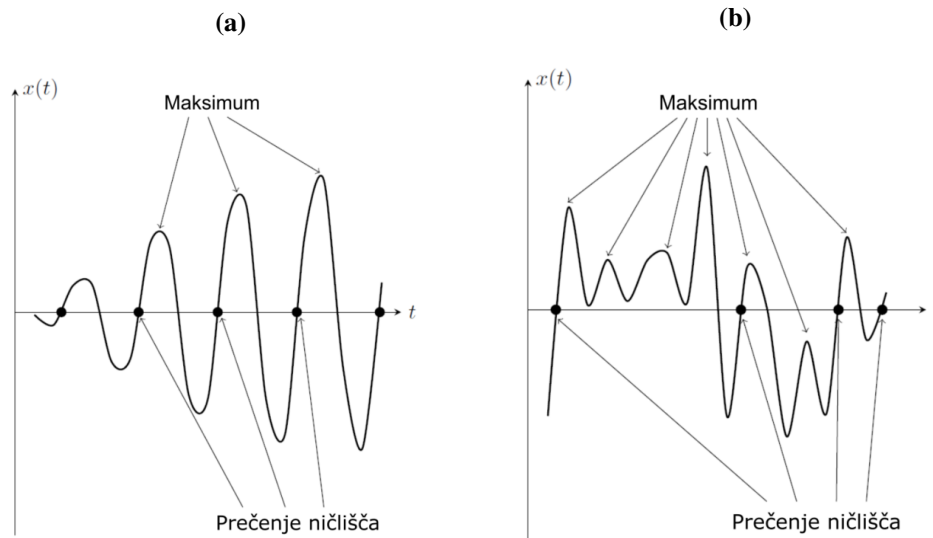 (a)
x(t)
Maksimum
t
Prečenje ničlišča
(b)
x(t)
Maksimum
Prečenje ničlišča